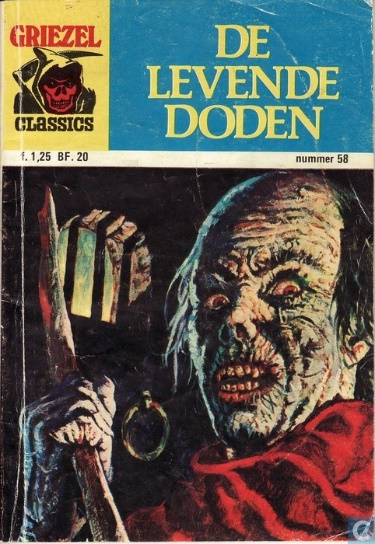 GRIEZEL
CLASSICS
DE
LEVENDE
DODEN
f. 1,25 BF. 20
nummer 58